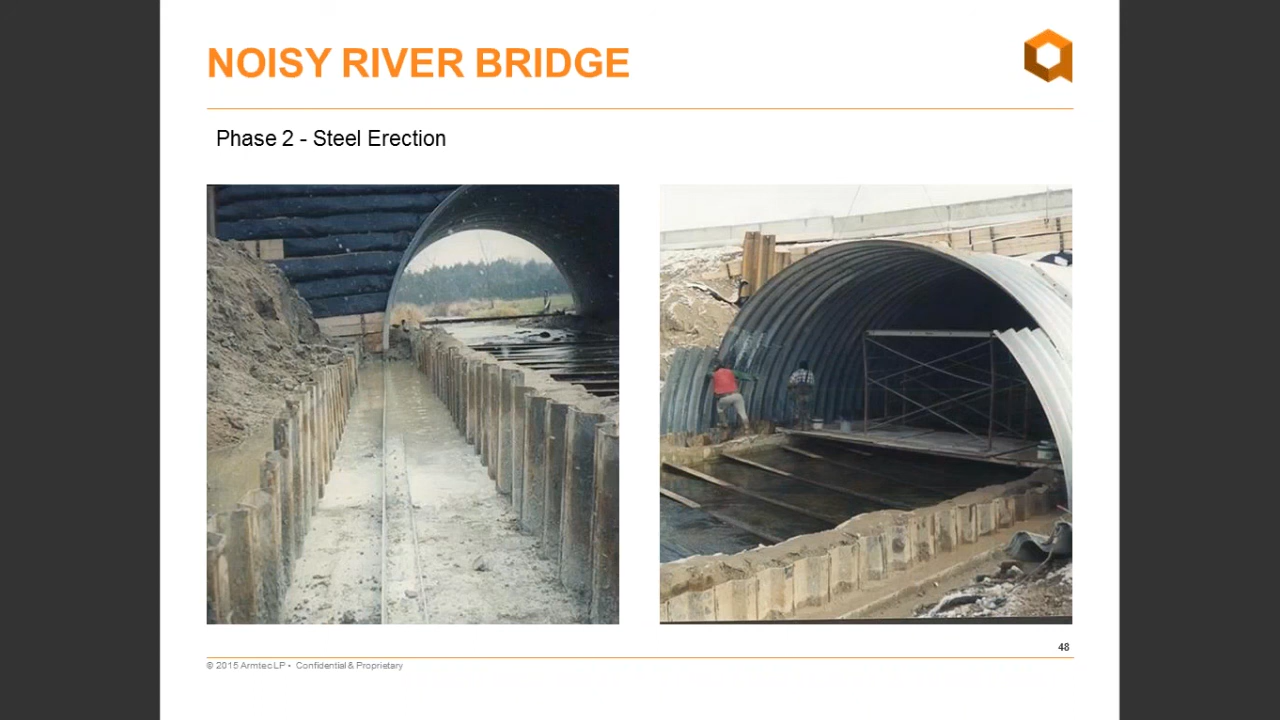 NOISY RIVER BRIDGE
Phase 2 - Steel Erection
48
© 2015 Armtec LP • Confidential & Proprietary